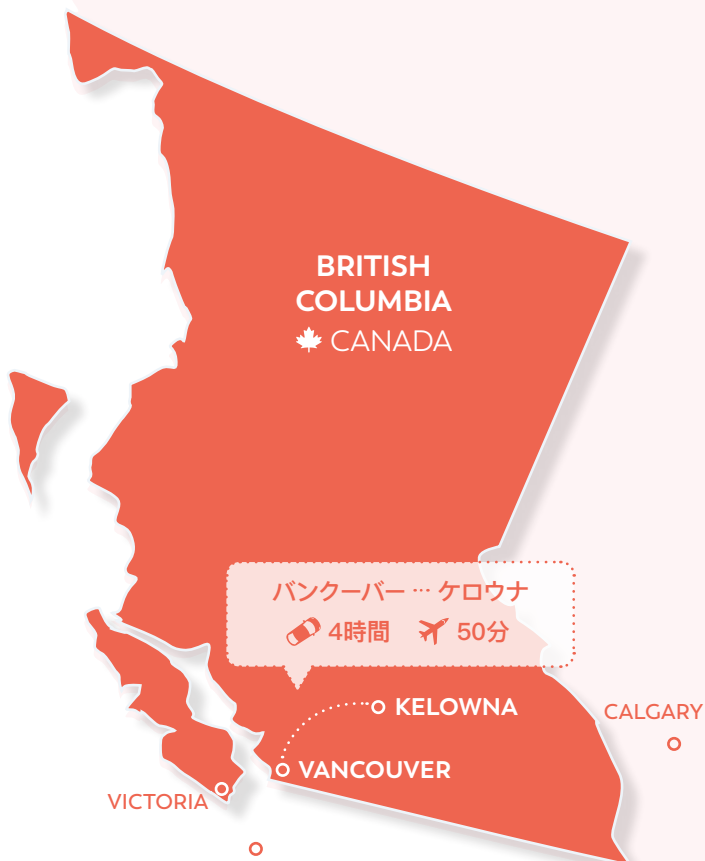 BRITISH
COLUMBIA
CANADA
バンクーバー … ケロウナ
4時間 50分
KELOWNA
CALGARY
VANCOUVER
VICTORIA